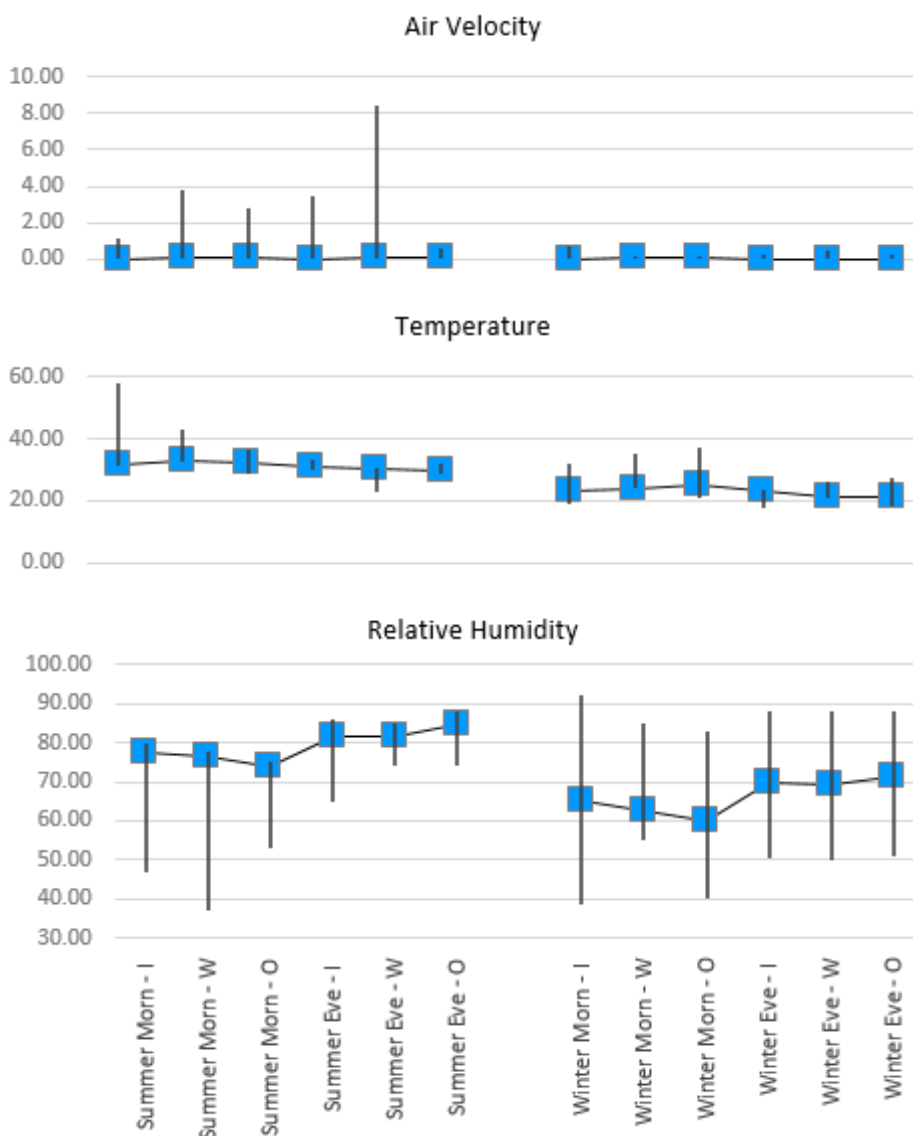 Air Velocity
10.00
8.00
6.00
4.00
2.00
0.00
Temperature
60.00
40.00
20.00
0.00
Relative Humidity
100.00
90.00
80.00
70.00
60.00
50.00
40.00
30.00
Summer Morn - I
Summer Morn - W
Summer Morn - O
Summer Eve - I
Summer Eve - W
Summer Eve - O
Winter Morn - I
Winter Morn - W
Winter Morn - O
Winter Eve - I
Winter Eve - W
Winter Eve - O